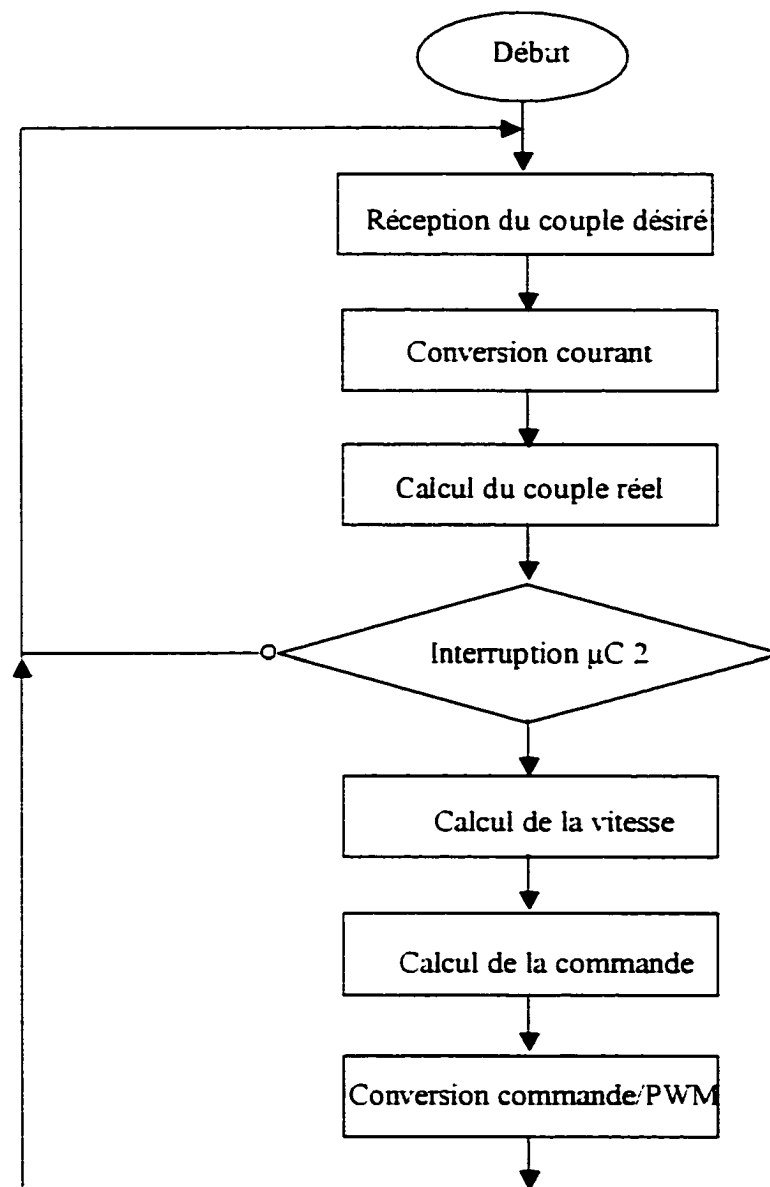 Début
Réception du couple désiré
Conversion courant
Calcul du couple réel
Interruption µC 2
Calcul de la vitesse
Calcul de la commande
Conversion commande/PWM